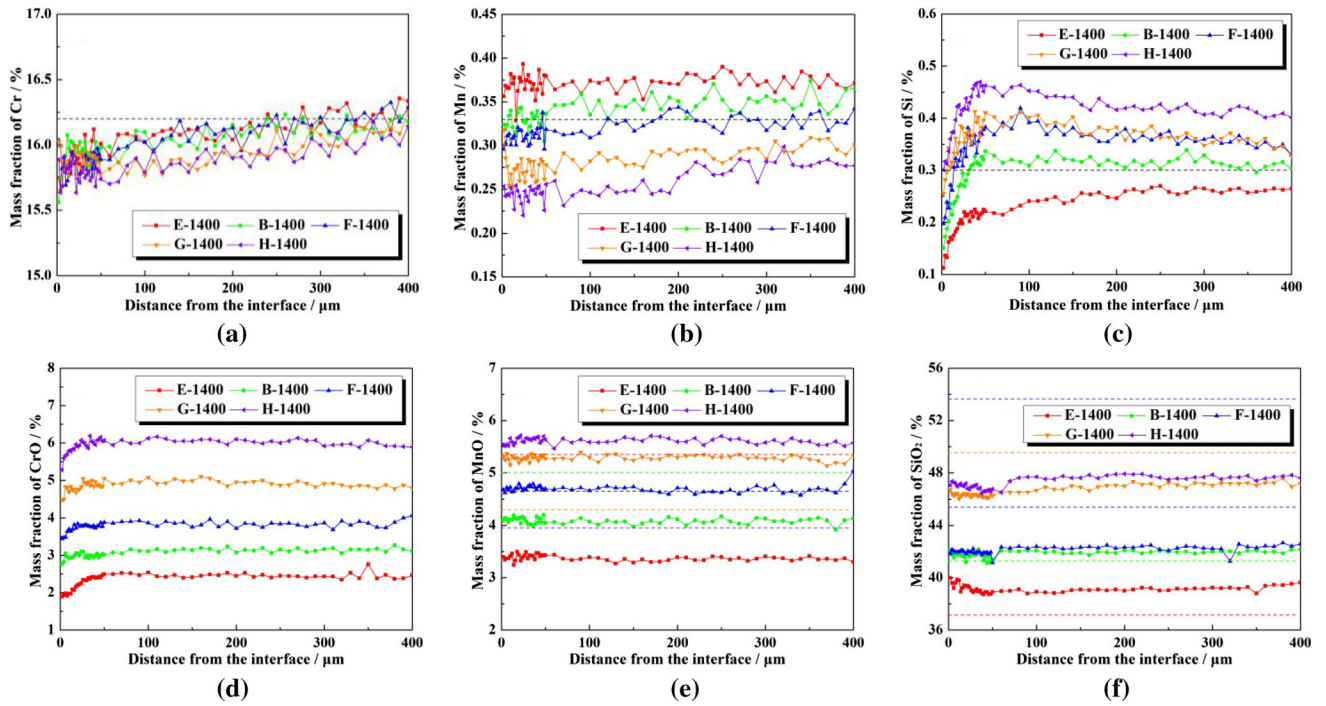 17.0
16.5
16.0
15.5
15.0
Mass fraction of Cr / %
E-1400 B-1400 F-1400
G-1400 H-1400
0 100 200 300 400
Distance from the interface / µm
(a)
0.45
0.40
0.35
0.30
0.25
0.20
0.15
Mass fraction of Mn / %
E-1400 B-1400 F-1400
G-1400 H-1400
0 100 200 300 400
Distance from the interface / µm
(b)
0.6
0.5
0.4
0.3
0.2
0.1
Mass fraction of Si / %
E-1400 B-1400 F-1400
G-1400 H-1400
0 100 200 300 400
Distance from the interface / µm
(c)
8
7
6
5
4
3
2
1
0
Mass fraction of CrO / %
E-1400 B-1400 F-1400
G-1400 H-1400
0 100 200 300 400
Distance from the interface / µm
(d)
7
6
5
4
3
2
Mass fraction of MnO / %
E-1400 B-1400 F-1400
G-1400 H-1400
0 100 200 300 400
Distance from the interface / µm
(e)
56
52
48
44
40
36
Mass fraction of SiO₂ / %
E-1400 B-1400 F-1400
G-1400 H-1400
0 100 200 300 400
Distance from the interface / µm
(f)